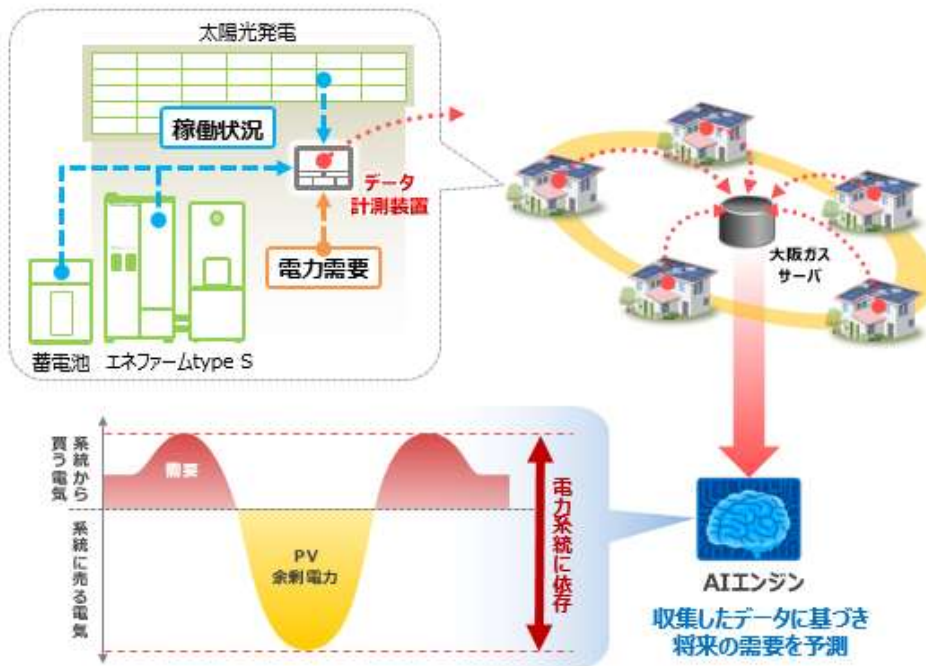 太陽光発電
稼働状況
データ
計測装置
電力需要
蓄電池
エネファームtype S
大阪ガス
サーバ
系統から
買う電気
系統に売る電気
需要
PV
余剰電力
電力系統に依存
AIエンジン
収集したデータに基づき
将来の需要を予測